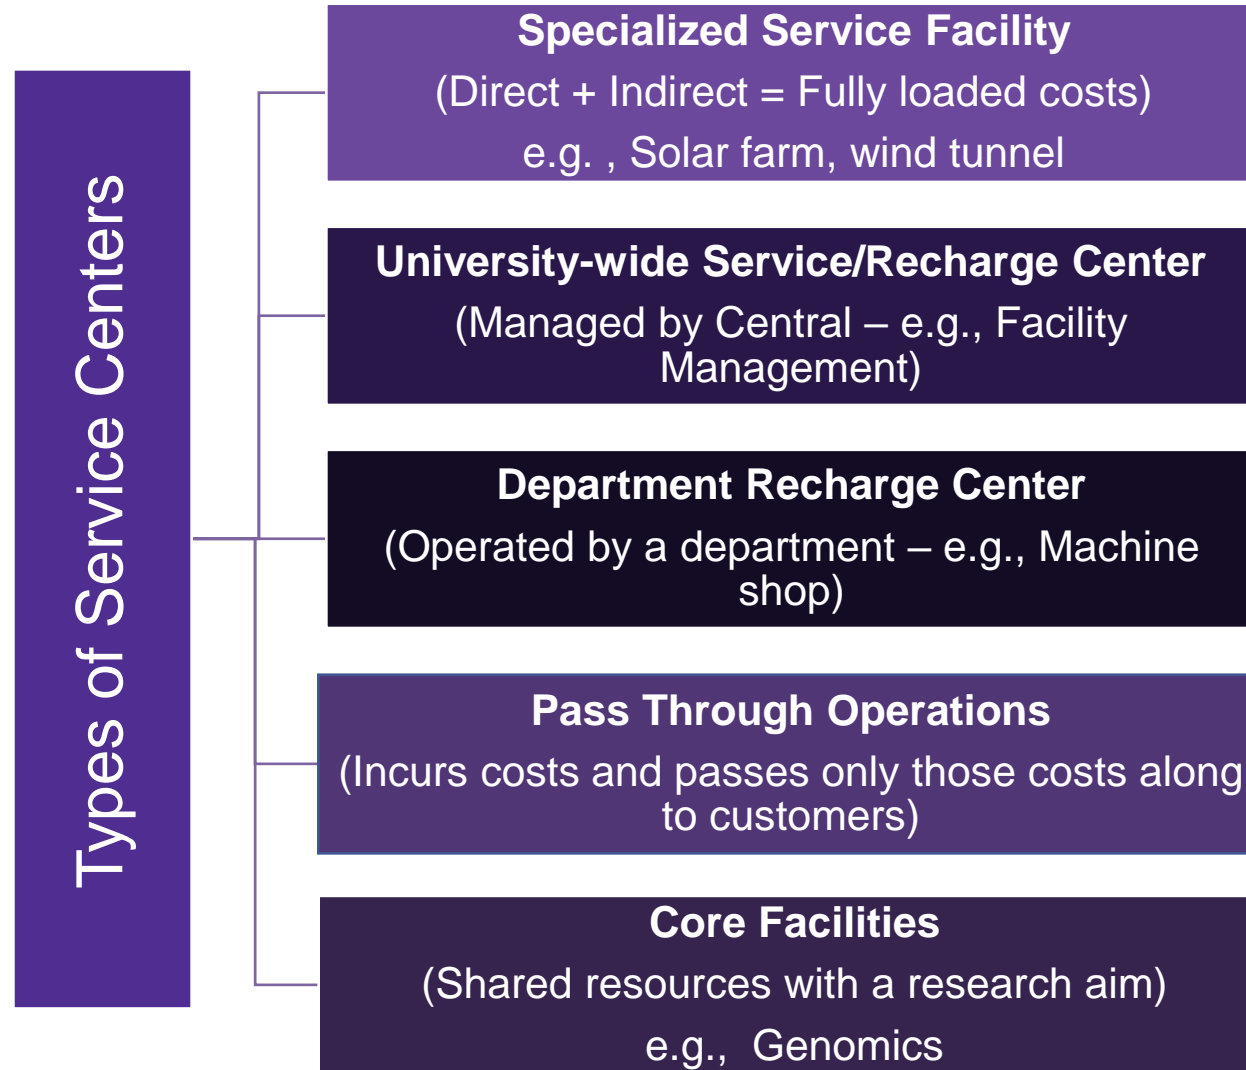 Types of Service Centers
Specialized Service Facility
(Direct + Indirect = Fully loaded costs)
e.g. , Solar farm, wind tunnel
University-wide Service/Recharge Center
(Managed by Central – e.g., Facility
Management)
Department Recharge Center
(Operated by a department – e.g., Machine
shop)
Pass Through Operations
(Incurs costs and passes only those costs along
to customers)
Core Facilities
(Shared resources with a research aim)
e.g., Genomics